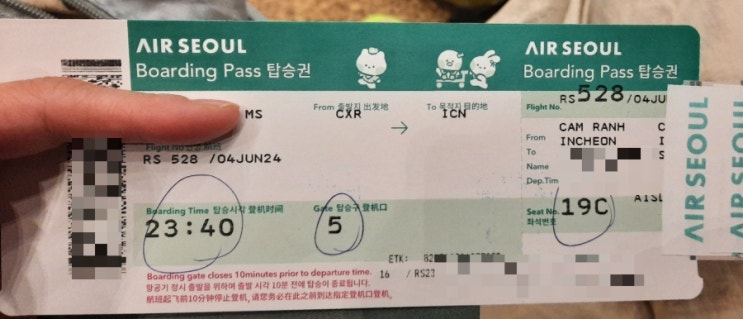 AIR SEOUL
Boarding Pass 탑승권
MS
From 출발지 出发地
To 목적지 目的地
CXR → ICN
RS 528 /04JUN24
Boarding Time 탑승시각 登机时间
Gate 탑승구 登机口
23:40
5
ETK:
16 / RS23
Boarding gate closes 10minutes prior to departure time.
항공기 정시 출발을 위하여 출발 시각 10분 전에 탑승이 종료됩니다.
航班起飞前10分钟停止登机, 请您务必在此之前到达指定登机口登机.
AIR SEOUL
Boarding Pass 탑승권
Flight No.
RS 528 /04JU
From CAM RANH
To INCHEON
Name
Dep.Tim
Seat No. 19C
좌석번호
AIR SEOUL
AIR SEOUL